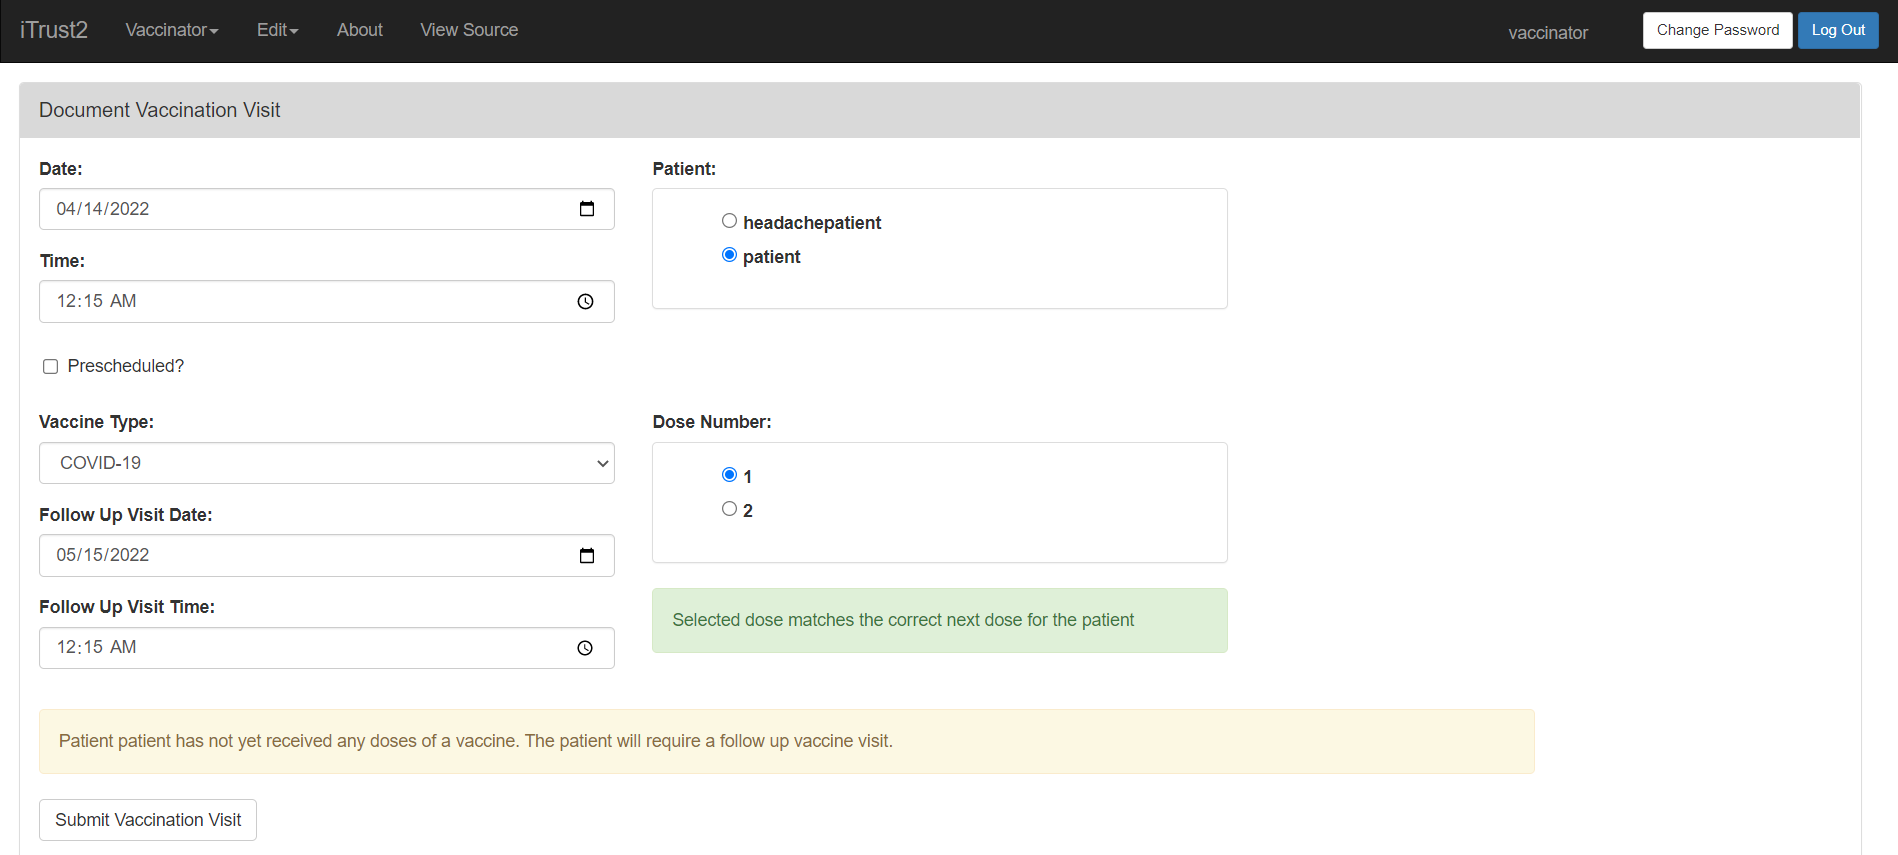 iTrust2 Vaccinator Edit About View Source vaccinator Change Password Log Out
Document Vaccination Visit
Date:
04/14/2022
Time:
12:15 AM
Patient:
headachepatient
patient
Prescheduled?
Vaccine Type:
COVID-19
Follow Up Visit Date:
05/15/2022
Follow Up Visit Time:
12:15 AM
Dose Number:
1
2
Selected dose matches the correct next dose for the patient
Patient patient has not yet received any doses of a vaccine. The patient will require a follow up vaccine visit.
Submit Vaccination Visit